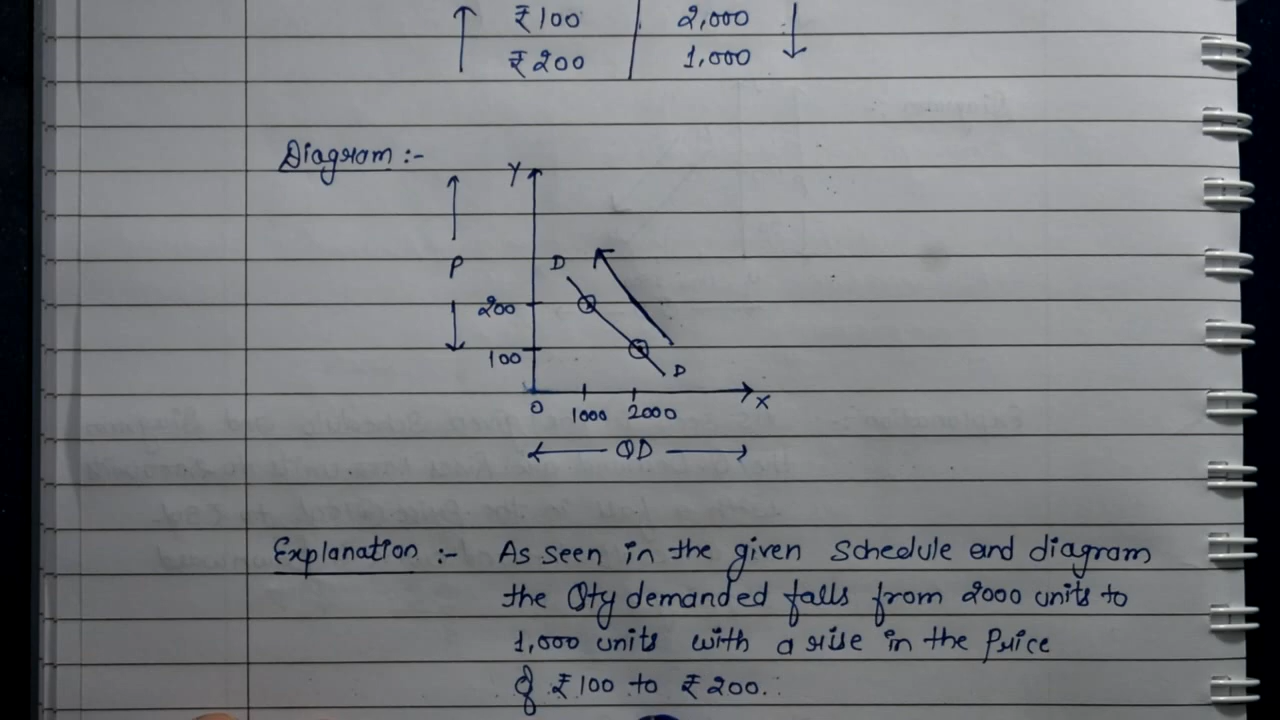 ₹100 2,000
₹200 1,000
Diagram :-
Y
P
D
200
100
D
0 1000 2000 X
QD
Explanation :- As seen in the given schedule and diagram
the Qty demanded falls from 2000 units to
1,000 units with a rise in the Price
of ₹100 to ₹200.